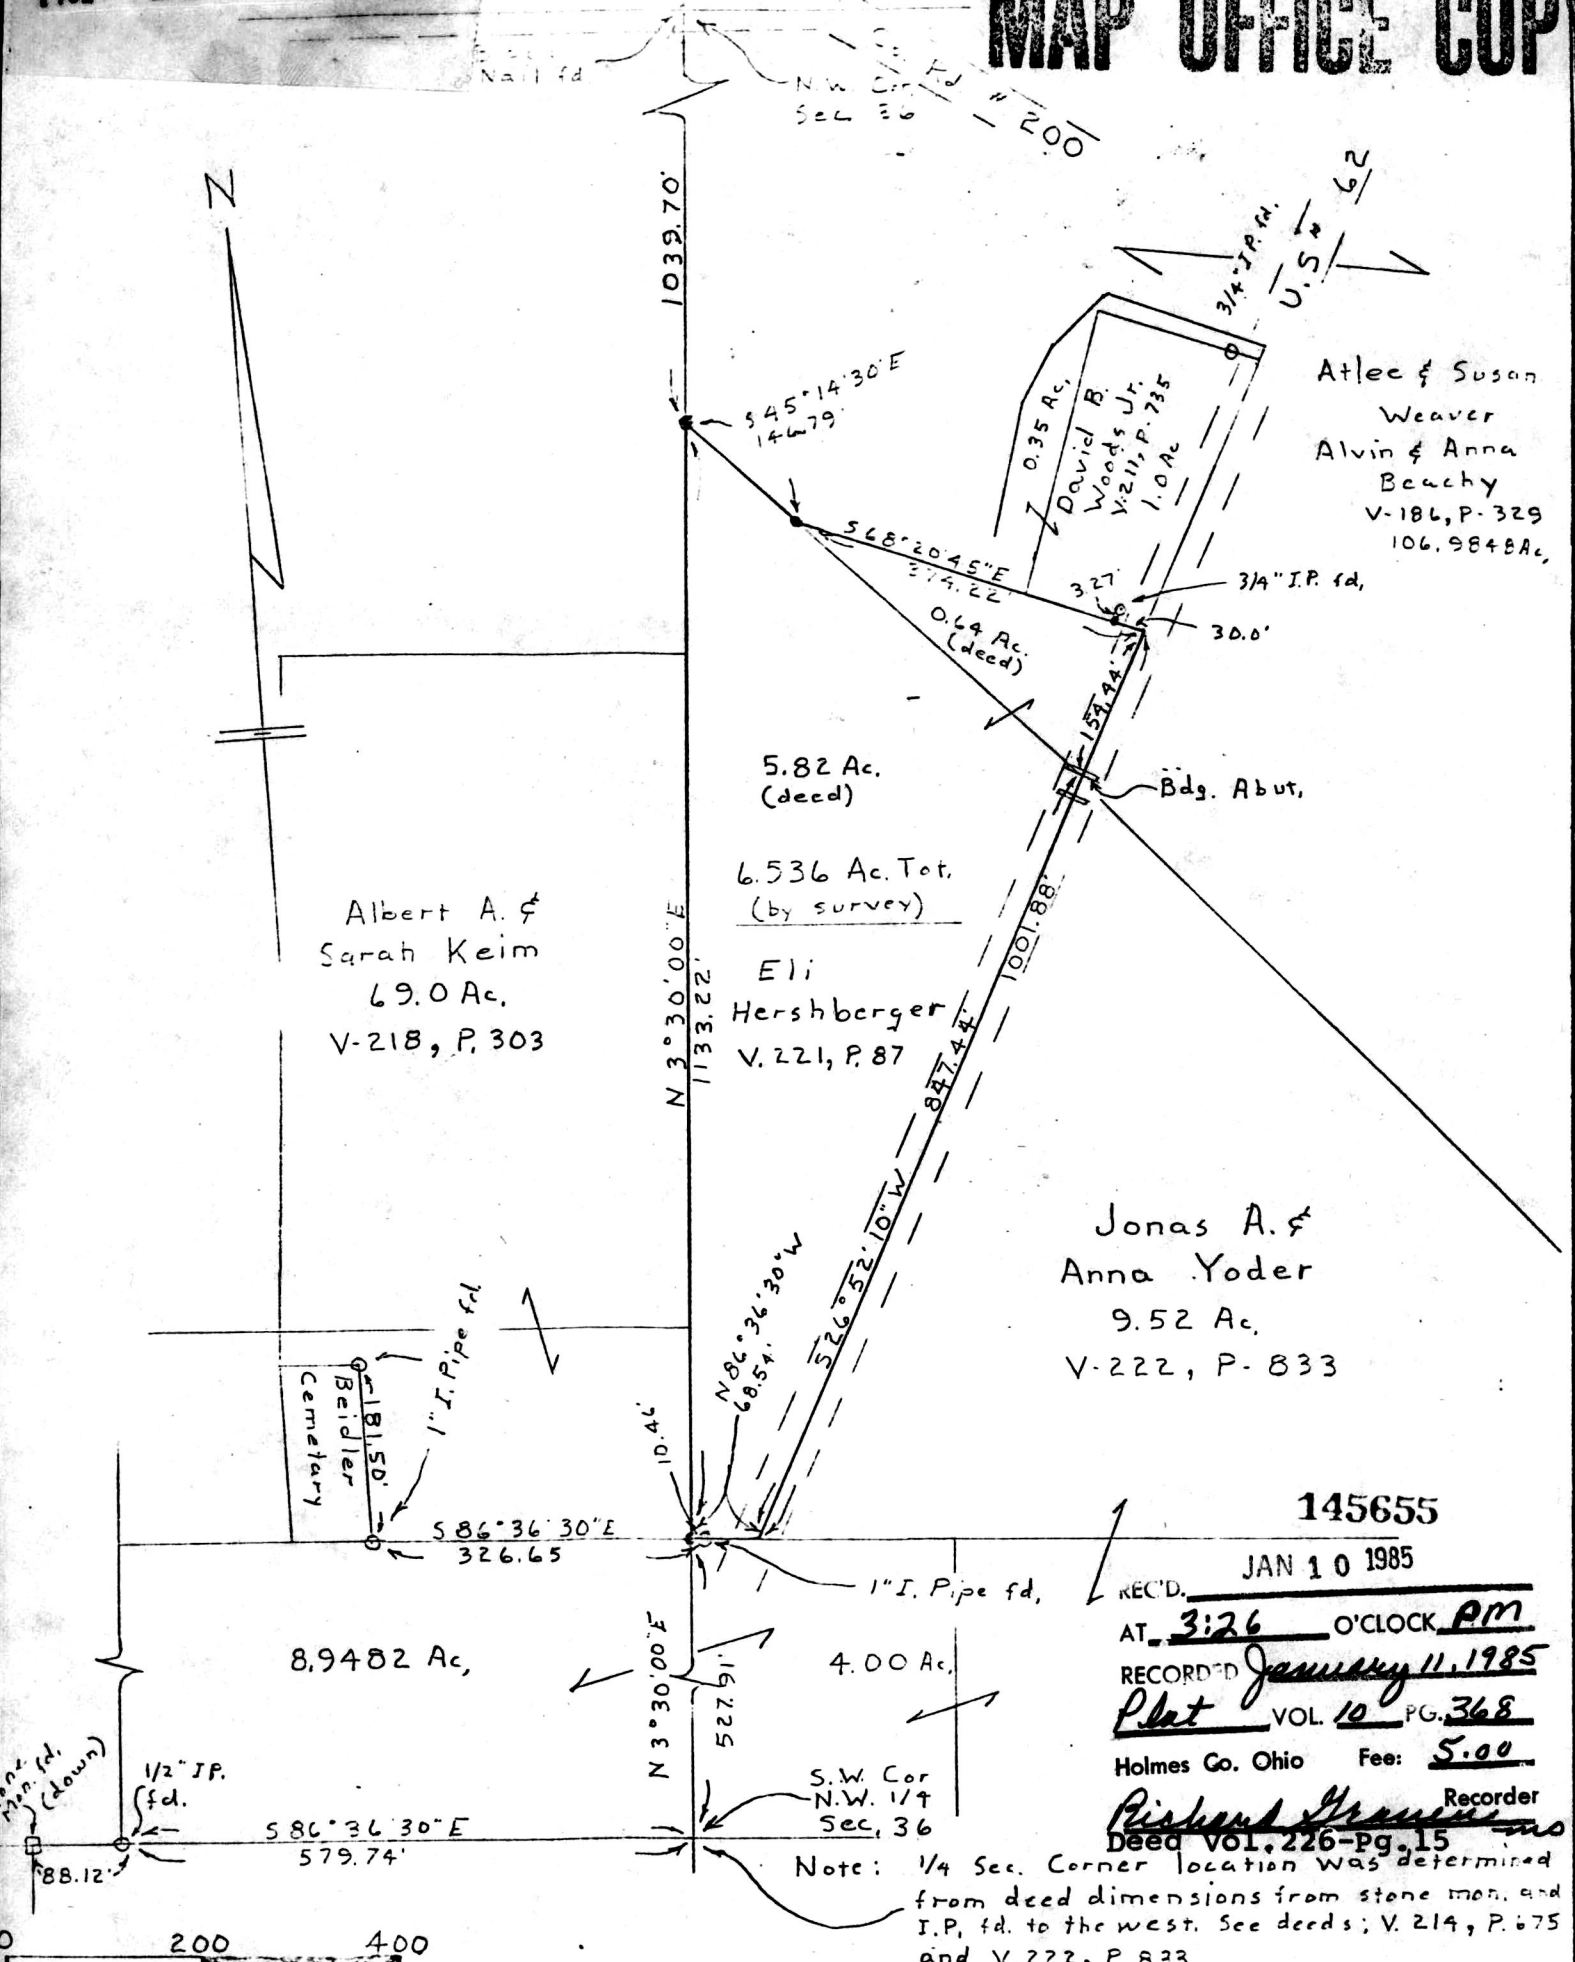 MAP OFFICE COPY
Nail fd
N.W. Cor
Sec 36
200
N
1039.70'
U.S. 62
3/4" I.P. fd.
S 45° 14' 30" E
146.79'
0.35 Ac.
David B.
Woods Jr.
V. 211, P. 735
1.0 Ac
Atlee & Susan
Weaver
Alvin & Anna
Beachy
V-186, P-329
106.9848 Ac,
S 68° 20' 45" E
374.22'
3.27'
3/4" I.P. fd,
30.0'
0.64 Ac.
(deed)
154.44'
5.82 Ac.
(deed)
Bdg. Abut,
6.536 Ac. Tot.
(by survey)
1001.88'
Albert A. &
Sarah Keim
69.0 Ac,
V-218, P. 303
N 3° 30' 00" E
1133.22'
Eli
Hershberger
V. 221, P. 87
847.44'
S 26° 52' 10" W
Jonas A. &
Anna Yoder
9.52 Ac,
V-222, P-833
N 86° 36' 30" W
68.54'
1" I. Pipe fd.
Beidler
Cemetary
181.50'
10.46'
S 86° 36' 30" E
326.65
1" I. Pipe fd,
145655
JAN 10 1985
REC'D.
AT 3:26 O'CLOCK PM
RECORDED January 11, 1985
Plat VOL. 10 PG. 368
Holmes Co. Ohio Fee: 5.00
Recorder
Deed Vol. 226-Pg. 15
8.9482 Ac,
N 3° 30' 00" E
527.91'
4.00 Ac,
Mon. fd.
(down)
1/2" I.P.
fd.
S.W. Cor
N.W. 1/4
Sec, 36
S 86° 36' 30" E
579.74'
88.12'
Note: 1/4 Sec. Corner location was determined
from deed dimensions from stone mon. and
I.P. fd. to the west. See deeds; V. 214, P. 675
and V. 222, P. 833
0 200 400